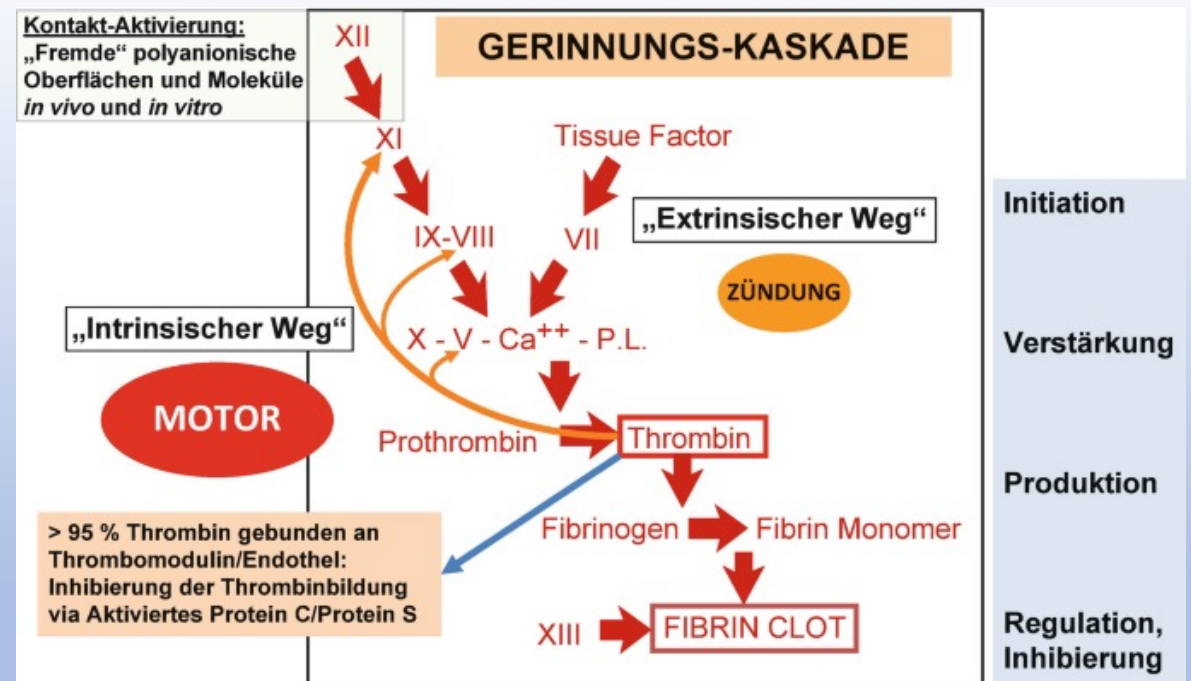 Kontakt-Aktivierung:
„Fremde“ polyanionische
Oberflächen und Moleküle
in vivo und in vitro
XII
GERINNUNGS-KASKADE
XI
Tissue Factor
IX-VIII
VII
„Extrinsischer Weg“
ZÜNDUNG
„Intrinsischer Weg“
MOTOR
X - V - Ca++ - P.L.
Prothrombin
Thrombin
Fibrinogen
Fibrin Monomer
> 95 % Thrombin gebunden an
Thrombomodulin/Endothel:
Inhibierung der Thrombinbildung
via Aktiviertes Protein C/Protein S
XIII
FIBRIN CLOT
Initiation
Verstärkung
Produktion
Regulation,
Inhibierung